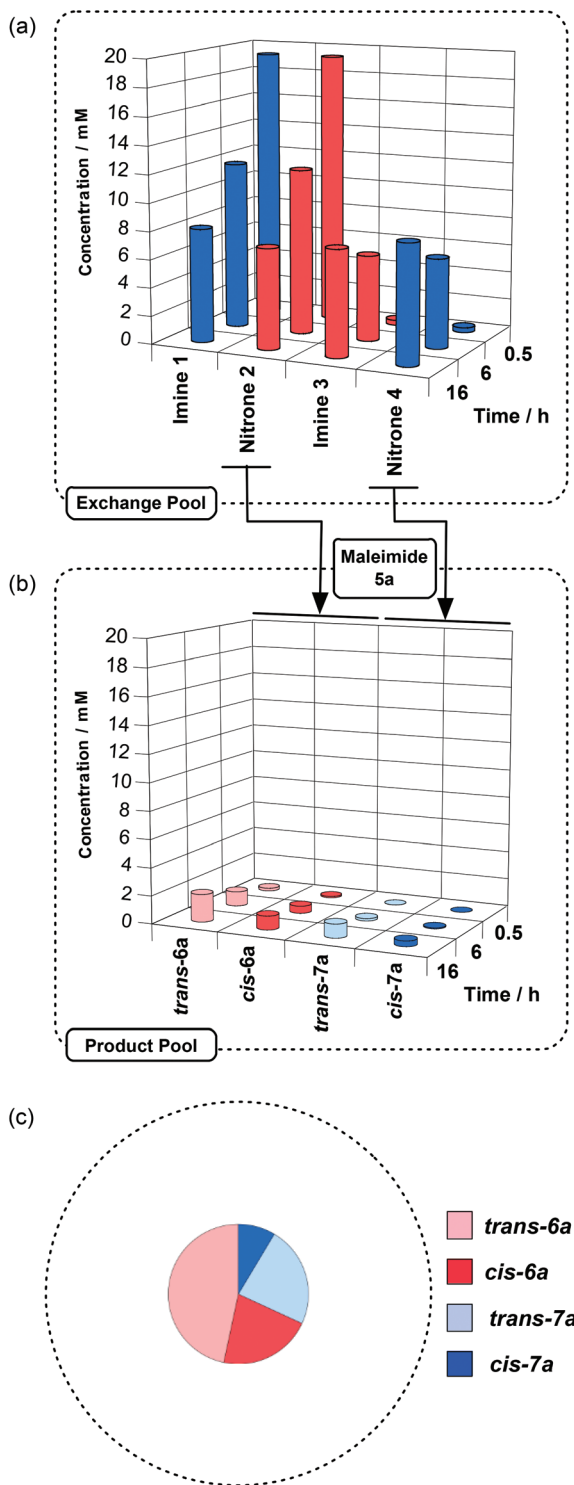 (a)
Concentration / mM
20
18
16
14
12
10
8
6
4
2
0
Imine 1
Nitrone 2
Imine 3
Nitrone 4
16
6
0.5
Time / h
Exchange Pool
Maleimide
5a
(b)
Concentration / mM
20
18
16
14
12
10
8
6
4
2
0
trans-6a
cis-6a
trans-7a
cis-7a
16
6
0.5
Time / h
Product Pool
(c)
trans-6a
cis-6a
trans-7a
cis-7a